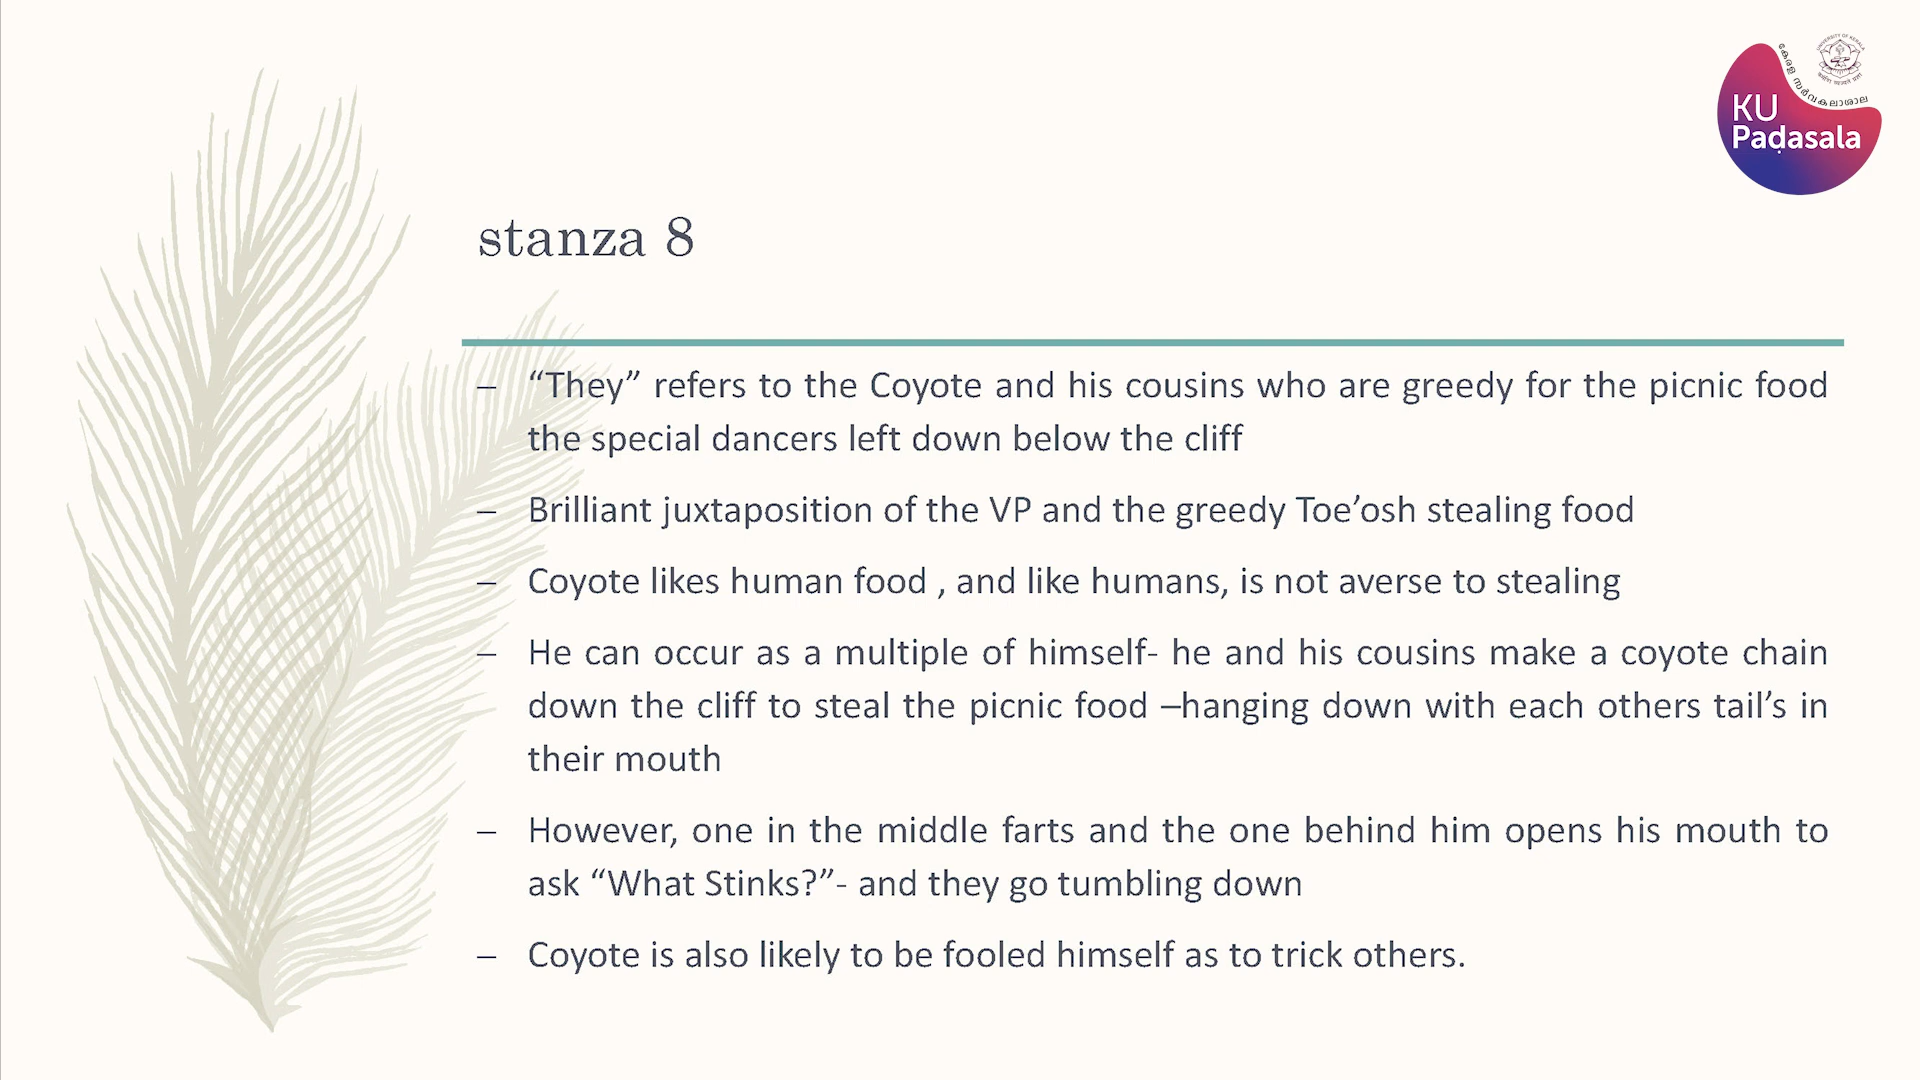 കേരള സർവകലാശാല
UNIVERSITY OF KERALA
KU
Paḍasala
stanza 8
– “They” refers to the Coyote and his cousins who are greedy for the picnic food
the special dancers left down below the cliff
– Brilliant juxtaposition of the VP and the greedy Toe’osh stealing food
– Coyote likes human food , and like humans, is not averse to stealing
– He can occur as a multiple of himself- he and his cousins make a coyote chain
down the cliff to steal the picnic food –hanging down with each others tail’s in
their mouth
– However, one in the middle farts and the one behind him opens his mouth to
ask “What Stinks?”- and they go tumbling down
– Coyote is also likely to be fooled himself as to trick others.